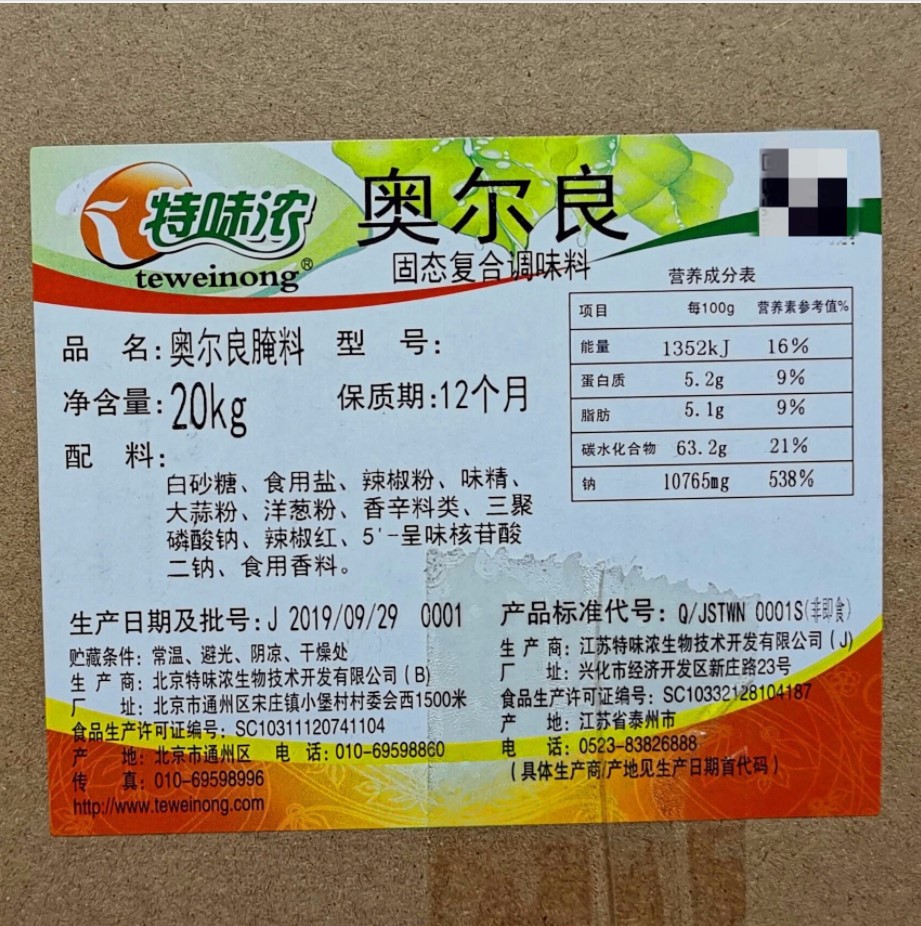 特味浓
teweinong®
奥尔良
固态复合调味料
营养成分表
项目 每100g 营养素参考值%
能量 1352kJ 16%
蛋白质 5.2g 9%
脂肪 5.1g 9%
碳水化合物 63.2g 21%
钠 10765mg 538%
品 名:奥尔良腌料 型 号:
净含量:20kg 保质期:12个月
配 料:
白砂糖、食用盐、辣椒粉、味精、
大蒜粉、洋葱粉、香辛料类、三聚
磷酸钠、辣椒红、5'-呈味核苷酸
二钠、食用香料。
生产日期及批号:J 2019/09/29 0001
贮藏条件:常温、避光、阴凉、干燥处
生 产 商:北京特味浓生物技术开发有限公司(B)
厂 址:北京市通州区宋庄镇小堡村村委会西1500米
食品生产许可证编号:SC10311120741104
产 地:北京市通州区 电 话:010-69598860
传 真:010-69598996
http://www.teweinong.com
产品标准代号:Q/JSTWN 0001S(非即食)
生 产 商:江苏特味浓生物技术开发有限公司(J)
厂 址:兴化市经济开发区新庄路23号
食品生产许可证编号:SC10332128104187
产 地:江苏省泰州市
电 话:0523-83826888
(具体生产商/产地见生产日期首代码)